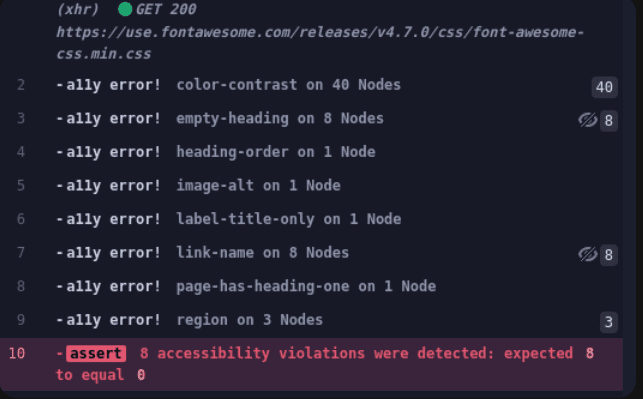 (xhr) GET 200
https://use.fontawesome.com/releases/v4.7.0/css/font-awesome-
css.min.css
2 -a11y error! color-contrast on 40 Nodes 40
3 -a11y error! empty-heading on 8 Nodes 8
4 -a11y error! heading-order on 1 Node
5 -a11y error! image-alt on 1 Node
6 -a11y error! label-title-only on 1 Node
7 -a11y error! link-name on 8 Nodes 8
8 -a11y error! page-has-heading-one on 1 Node
9 -a11y error! region on 3 Nodes 3
10 -assert 8 accessibility violations were detected: expected 8
to equal 0